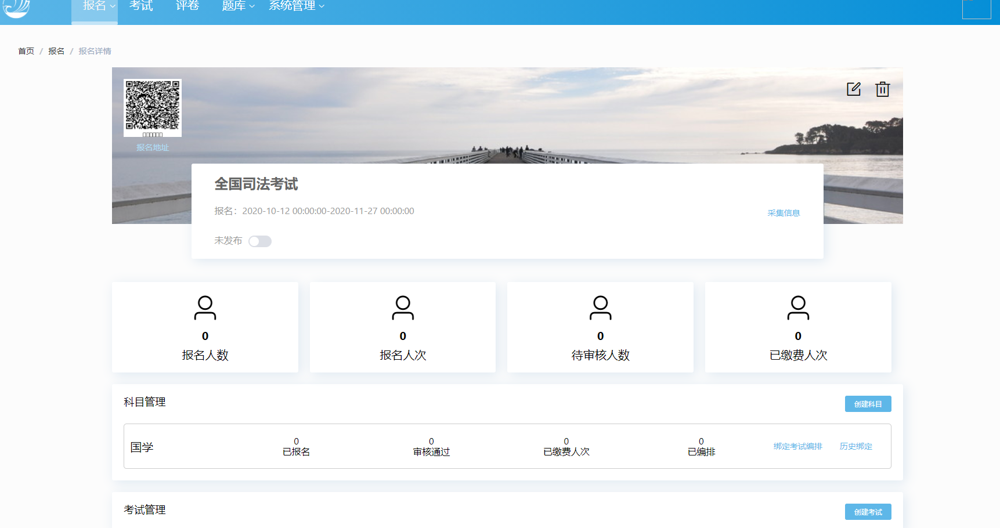 报名 考试 评卷 题库 系统管理
首页 / 报名 / 报名详情
报名地址
全国司法考试
报名：2020-10-12 00:00:00-2020-11-27 00:00:00
采集信息
未发布
0 0 0 0
报名人数 报名人次 待审核人数 已缴费人次
科目管理 创建科目
国学
0 0 0 0
已报名 审核通过 已缴费人次 已编排
绑定考试编排 历史绑定
考试管理 创建考试